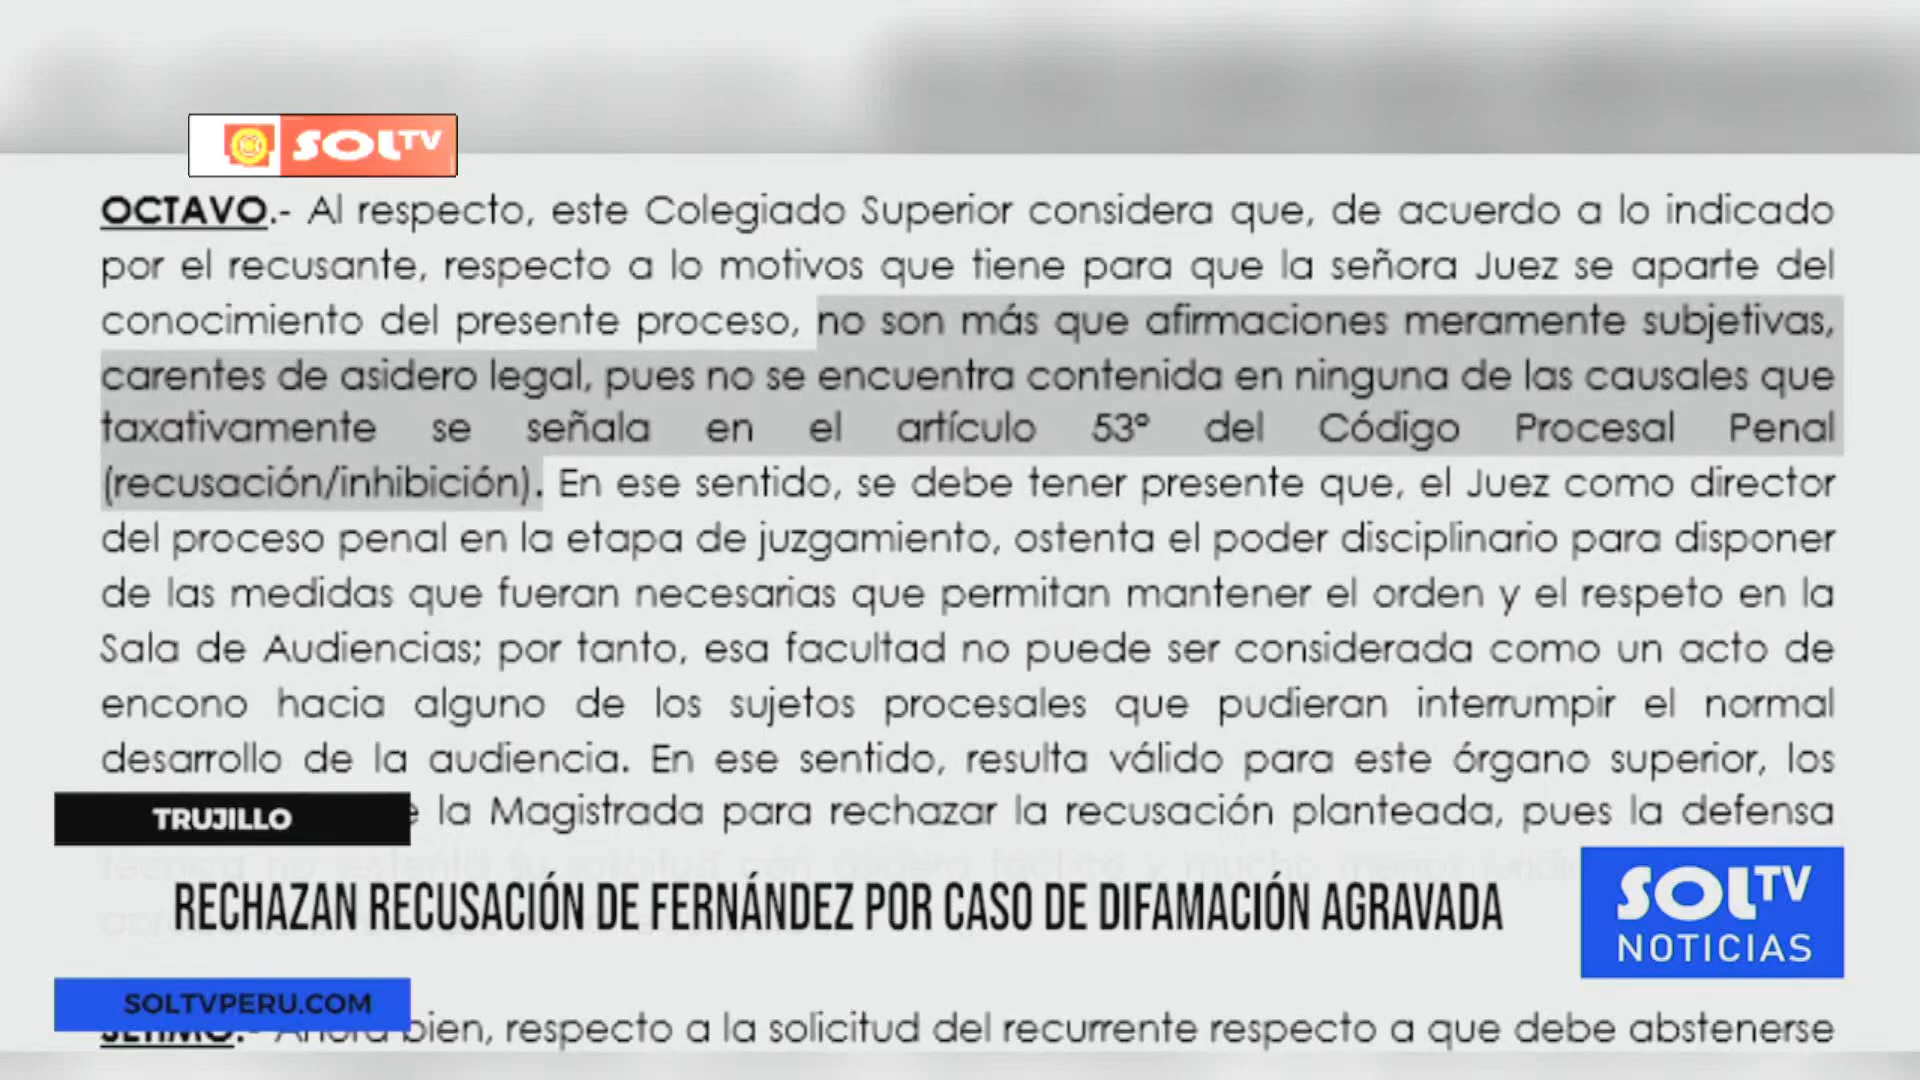 SOLTV
OCTAVO.- Al respecto, este Colegiado Superior considera que, de acuerdo a lo indicado
por el recusante, respecto a lo motivos que tiene para que la señora Juez se aparte del
conocimiento del presente proceso, no son más que afirmaciones meramente subjetivas,
carentes de asidero legal, pues no se encuentra contenida en ninguna de las causales que
taxativamente se señala en el artículo 53° del Código Procesal Penal
(recusación/inhibición). En ese sentido, se debe tener presente que, el Juez como director
del proceso penal en la etapa de juzgamiento, ostenta el poder disciplinario para disponer
de las medidas que fueran necesarias que permitan mantener el orden y el respeto en la
Sala de Audiencias; por tanto, esa facultad no puede ser considerada como un acto de
encono hacia alguno de los sujetos procesales que pudieran interrumpir el normal
desarrollo de la audiencia. En ese sentido, resulta válido para este órgano superior, los
la Magistrada para rechazar la recusación planteada, pues la defensa
TRUJILLO
RECHAZAN RECUSACIÓN DE FERNÁNDEZ POR CASO DE DIFAMACIÓN AGRAVADA
SOLTV
NOTICIAS
SOLTVPERU.COM
bien, respecto a la solicitud del recurrente respecto a que debe abstenerse